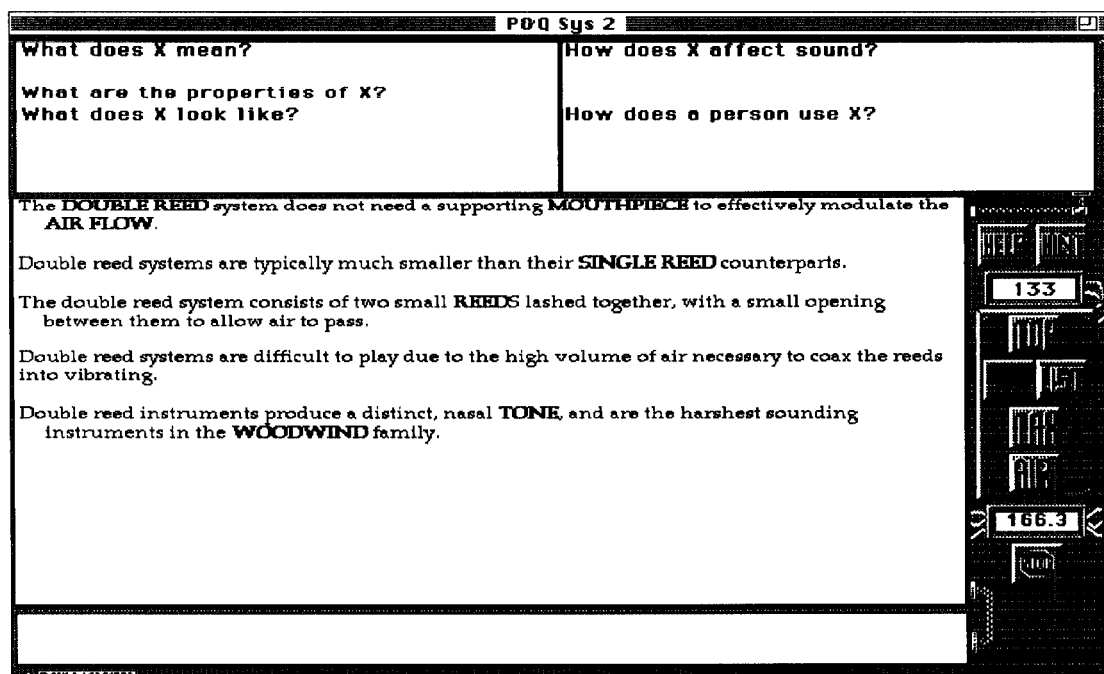 P&Q Sys 2
What does X mean?
How does X affect sound?
What are the properties of X?
What does X look like?
How does a person use X?
The DOUBLE REED system does not need a supporting MOUTHPIECE to effectively modulate the
AIR FLOW.
Double reed systems are typically much smaller than their SINGLE REED counterparts.
The double reed system consists of two small REEDS lashed together, with a small opening
between them to allow air to pass.
Double reed systems are difficult to play due to the high volume of air necessary to coax the reeds
into vibrating.
Double reed instruments produce a distinct, nasal TONE, and are the harshest sounding
instruments in the WOODWIND family.
HELP HINT
133
AIR
166.3
STOP